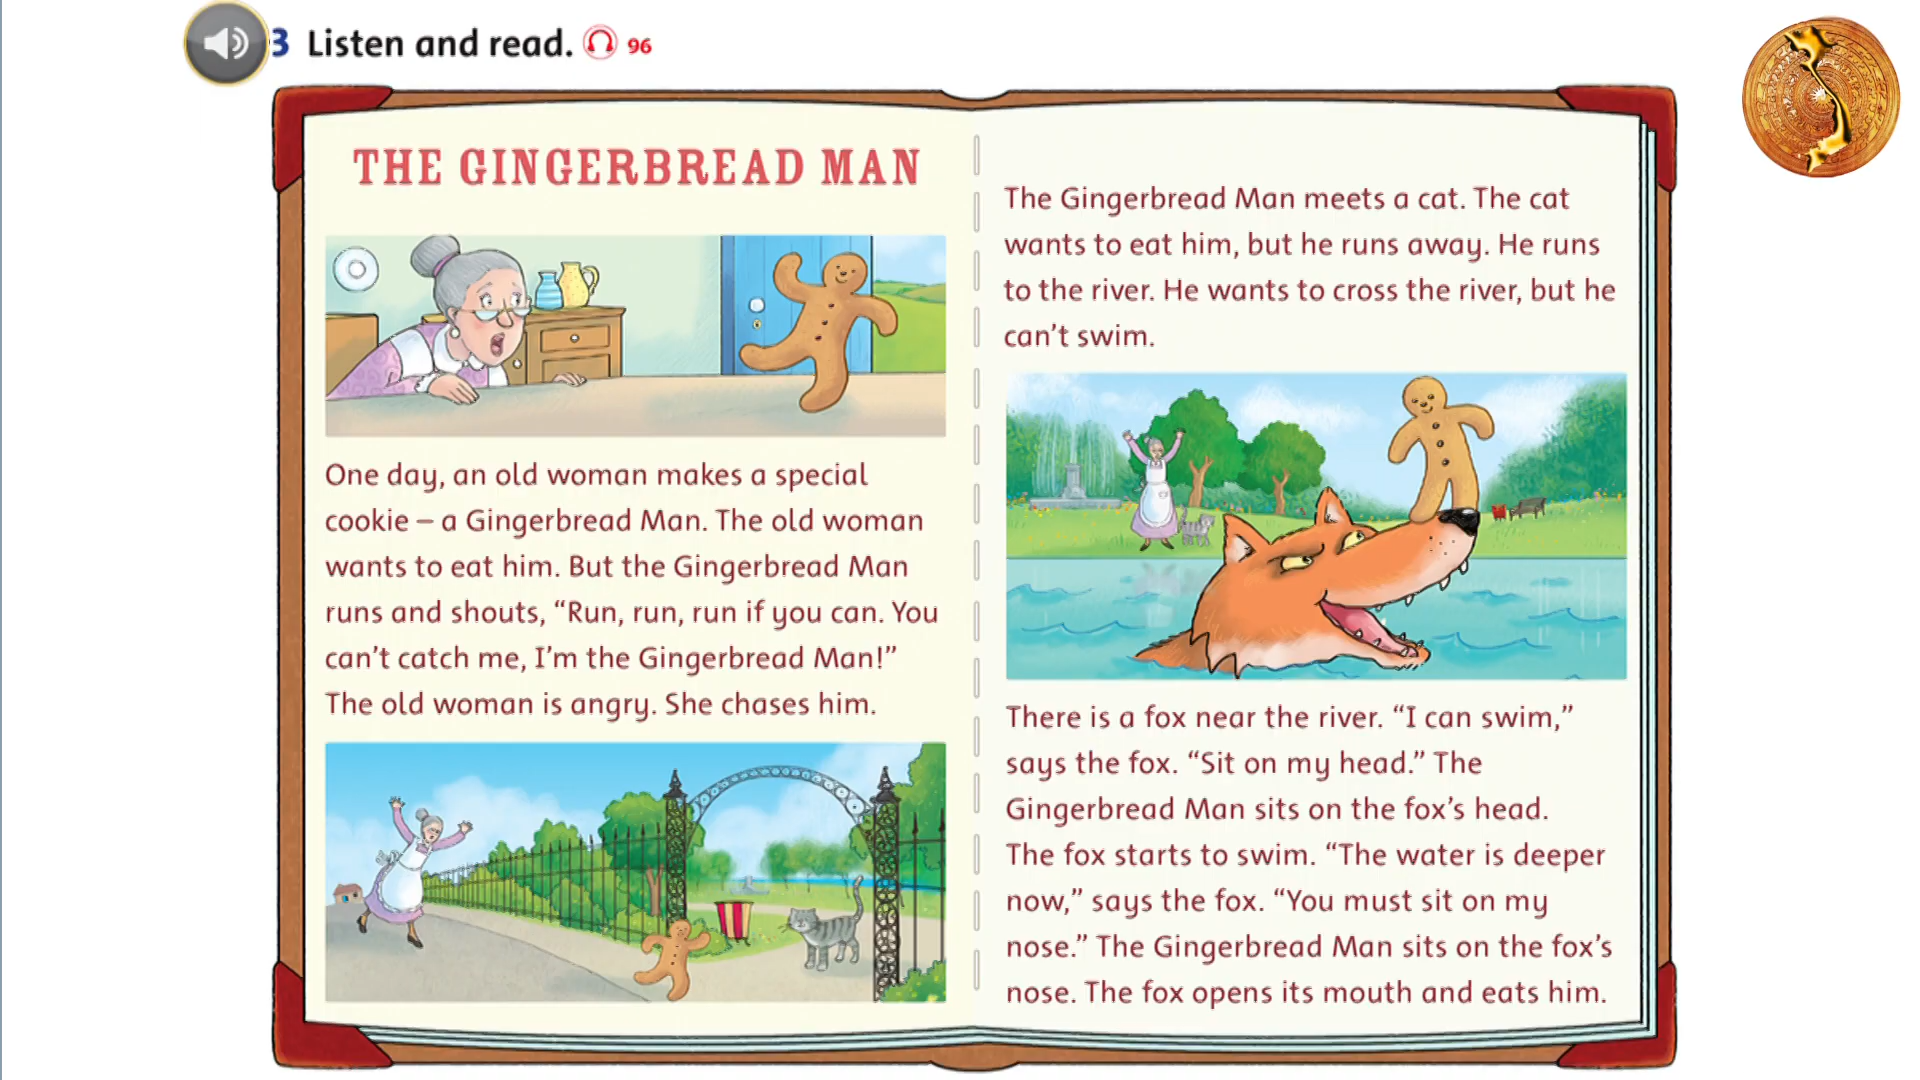 3 Listen and read. 96
THE GINGERBREAD MAN
One day, an old woman makes a special
cookie – a Gingerbread Man. The old woman
wants to eat him. But the Gingerbread Man
runs and shouts, “Run, run, run if you can. You
can’t catch me, I’m the Gingerbread Man!”
The old woman is angry. She chases him.
The Gingerbread Man meets a cat. The cat
wants to eat him, but he runs away. He runs
to the river. He wants to cross the river, but he
can’t swim.
There is a fox near the river. “I can swim,”
says the fox. “Sit on my head.” The
Gingerbread Man sits on the fox’s head.
The fox starts to swim. “The water is deeper
now,” says the fox. “You must sit on my
nose.” The Gingerbread Man sits on the fox’s
nose. The fox opens its mouth and eats him.